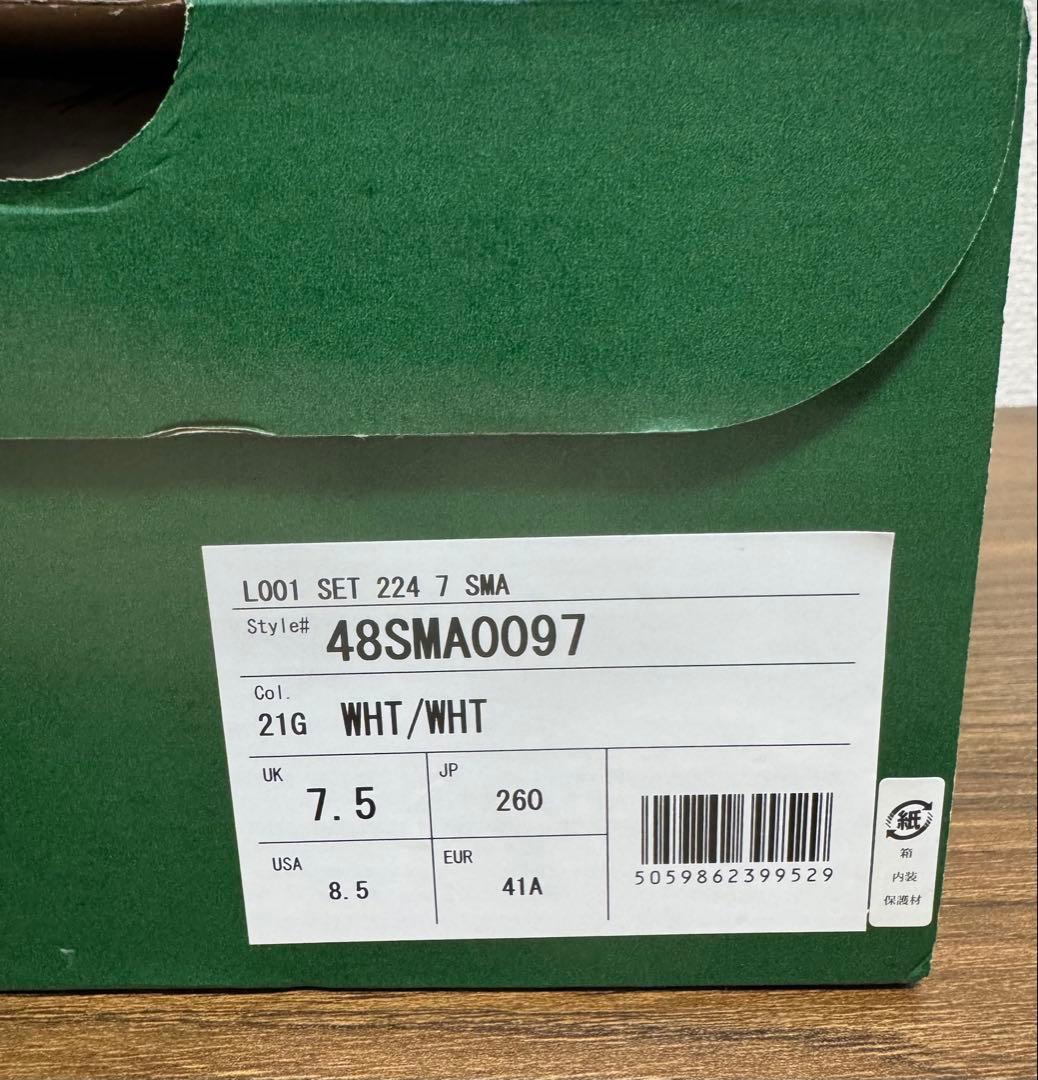 L001 SET 224 7 SMA
Style# 48SMA0097
Col.
21G WHT/WHT
UK
7.5
JP
260
USA
8.5
EUR
41A
5059862399529
紙
箱
内装
保護材